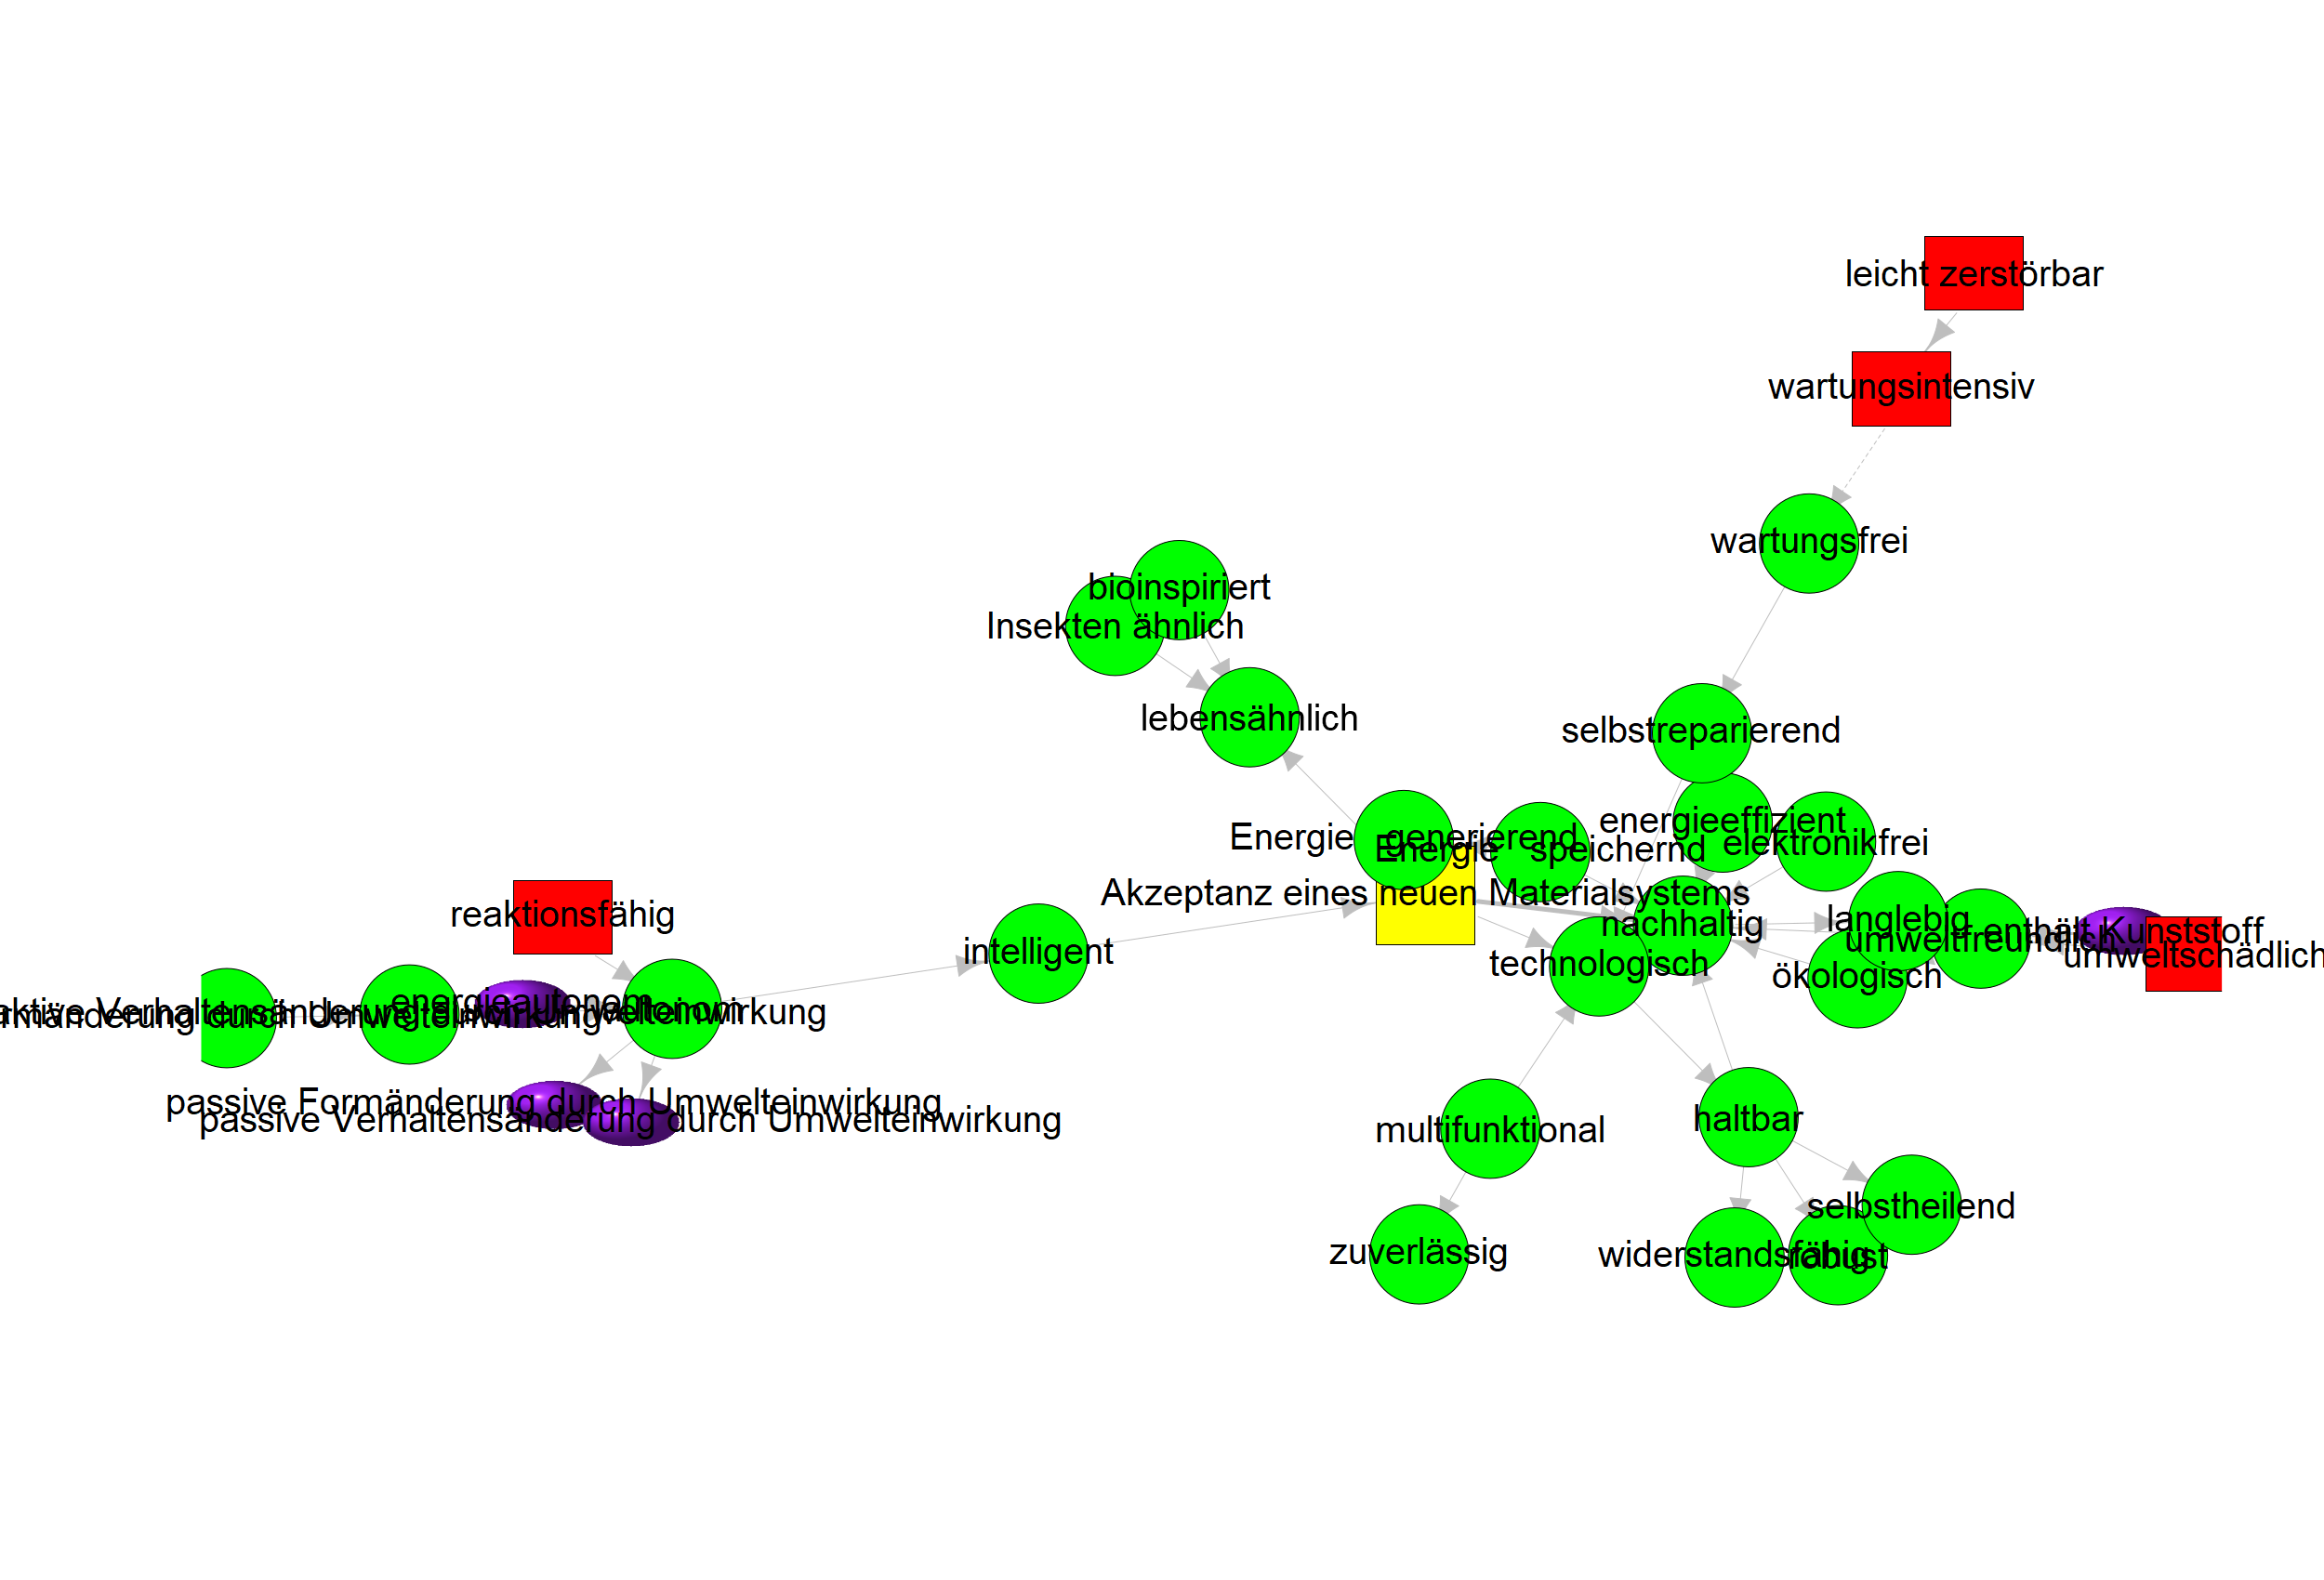 leicht zerstörbar
wartungsintensiv
wartungsfrei
bioinspiriert
Insekten ähnlich
lebensähnlich
selbstreparierend
energieeffizient
Energie generierend
elektronikfrei
Energie speichernd
Akzeptanz eines neuen Materialsystems
reaktionsfähig
langlebig
nachhaltig
enthält Kunststoff
umweltfreundlich
umweltschädlich
intelligent
technologisch
ökologisch
energieautonom
autonom
aktive Verhaltensänderung durch Umwelteinwirkung
rmänderung durch Umwelteinwirkung
passive Formänderung durch Umwelteinwirkung
passive Verhaltensänderung durch Umwelteinwirkung
multifunktional
haltbar
selbstheilend
zuverlässig
widerstandsfähig
robust